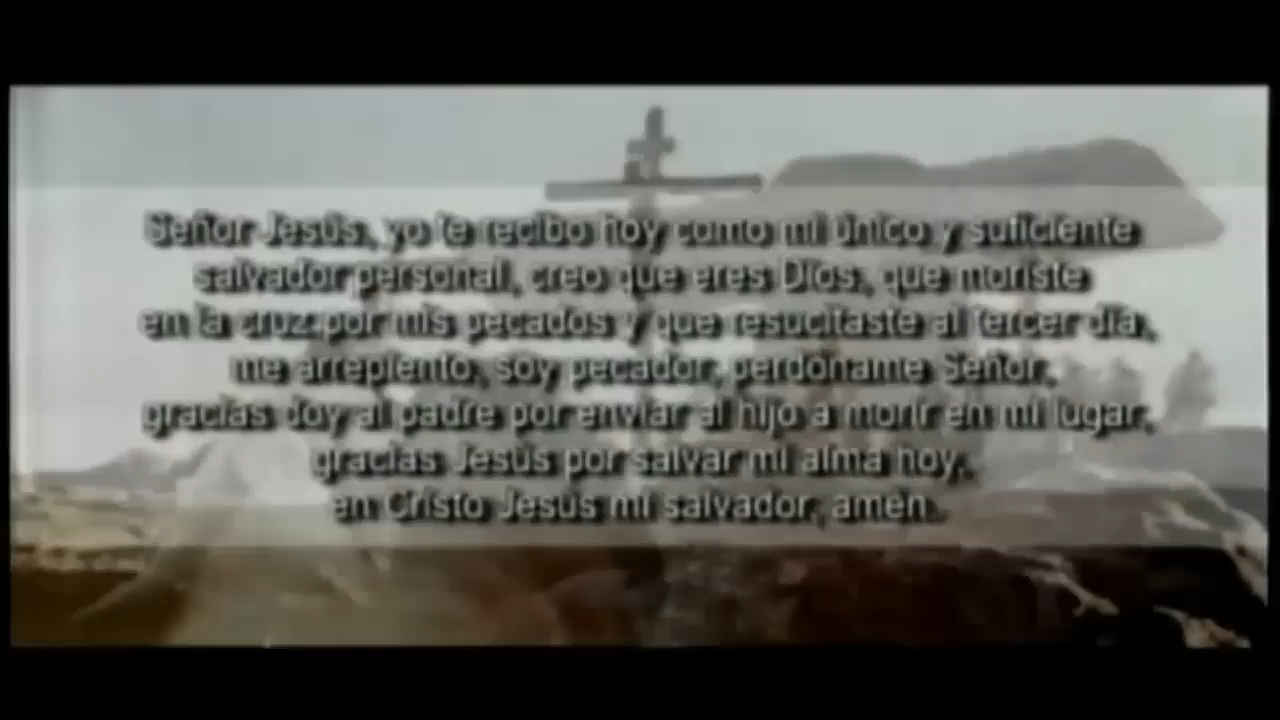 Señor Jesús, yo te recibo hoy como mi único y suficiente
salvador personal, creo que eres Dios, que moriste
en la cruz por mis pecados y que resucitaste al tercer día,
me arrepiento, soy pecador, perdóname Señor,
gracias doy al padre por enviar al hijo a morir en mi lugar,
gracias Jesús por salvar mi alma hoy,
en Cristo Jesús mi salvador, amén.